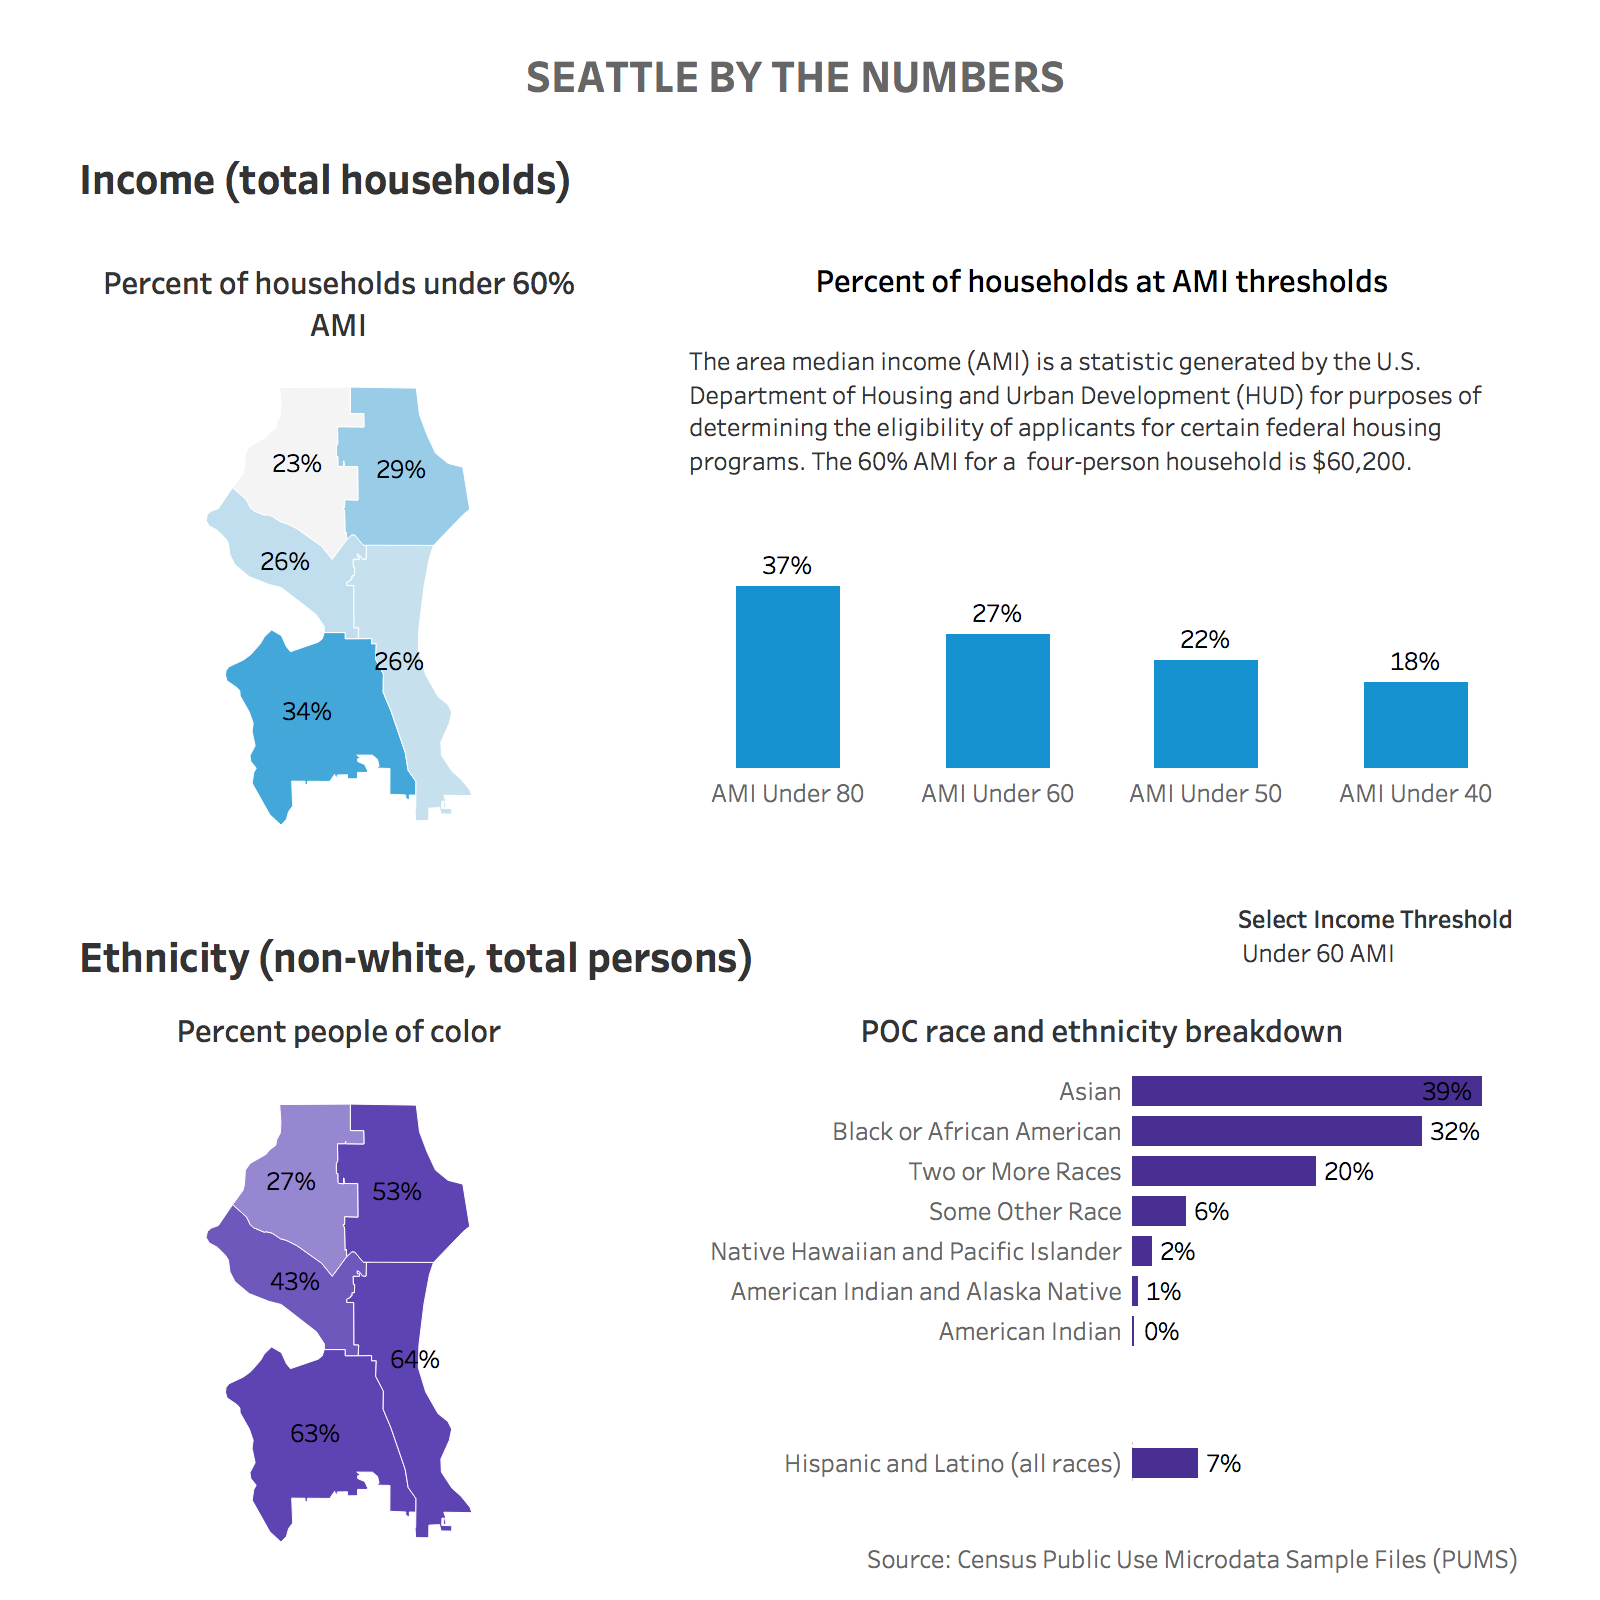 SEATTLE BY THE NUMBERS
Income (total households)
Percent of households under 60%
AMI
23%
29%
26%
26%
34%
Percent of households at AMI thresholds
The area median income (AMI) is a statistic generated by the U.S.
Department of Housing and Urban Development (HUD) for purposes of
determining the eligibility of applicants for certain federal housing
programs. The 60% AMI for a  four-person household is $60,200.
37%
27%
22%
18%
AMI Under 80
AMI Under 60
AMI Under 50
AMI Under 40
Select Income Threshold
Under 60 AMI
Ethnicity (non-white, total persons)
Percent people of color
27%
53%
43%
64%
63%
POC race and ethnicity breakdown
Asian 39%
Black or African American 32%
Two or More Races 20%
Some Other Race 6%
Native Hawaiian and Pacific Islander 2%
American Indian and Alaska Native 1%
American Indian 0%
Hispanic and Latino (all races) 7%
Source: Census Public Use Microdata Sample Files (PUMS)